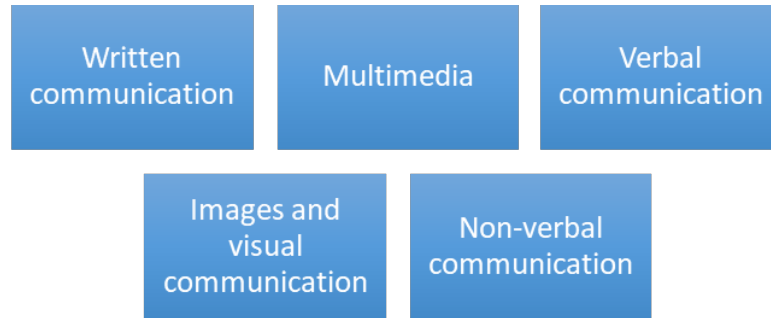 Written
communication
Multimedia
Verbal
communication
Images and
visual
communication
Non-verbal
communication